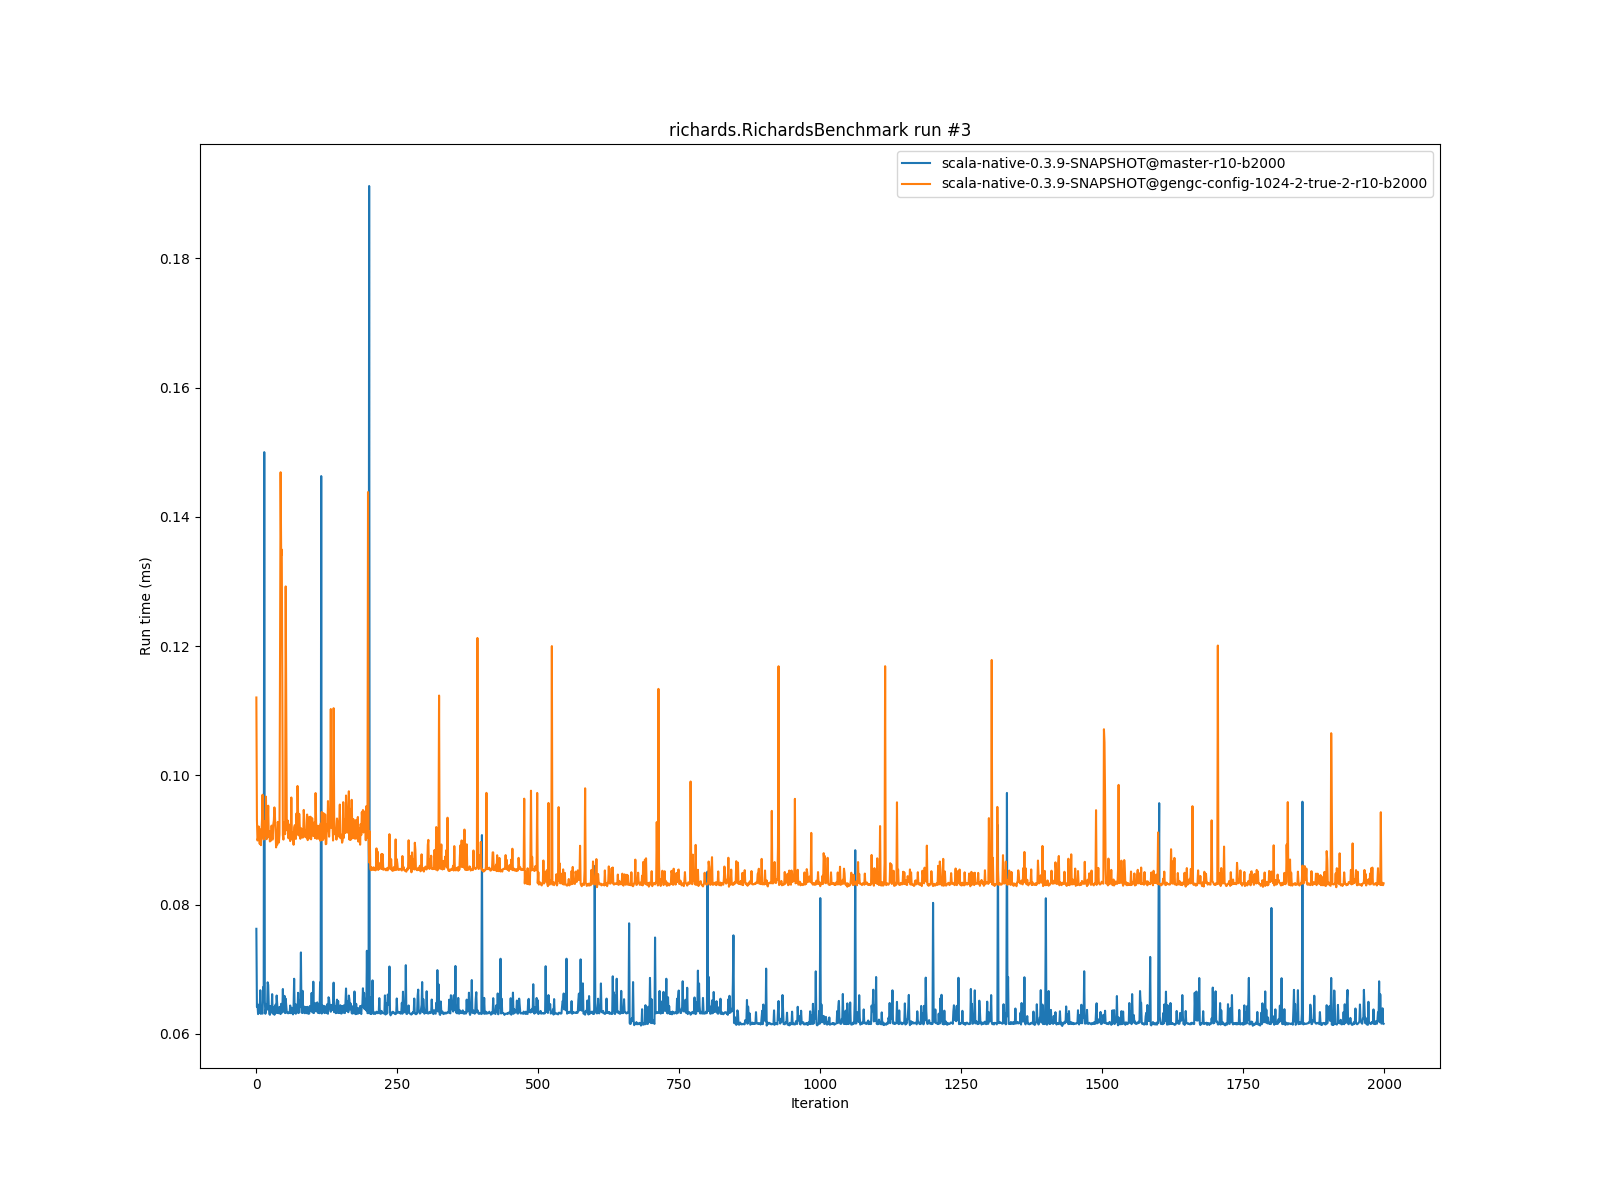 richards.RichardsBenchmark run #3
scala-native-0.3.9-SNAPSHOT@master-r10-b2000
scala-native-0.3.9-SNAPSHOT@gengc-config-1024-2-true-2-r10-b2000
Run time (ms)
0.18
0.16
0.14
0.12
0.10
0.08
0.06
0 250 500 750 1000 1250 1500 1750 2000
Iteration